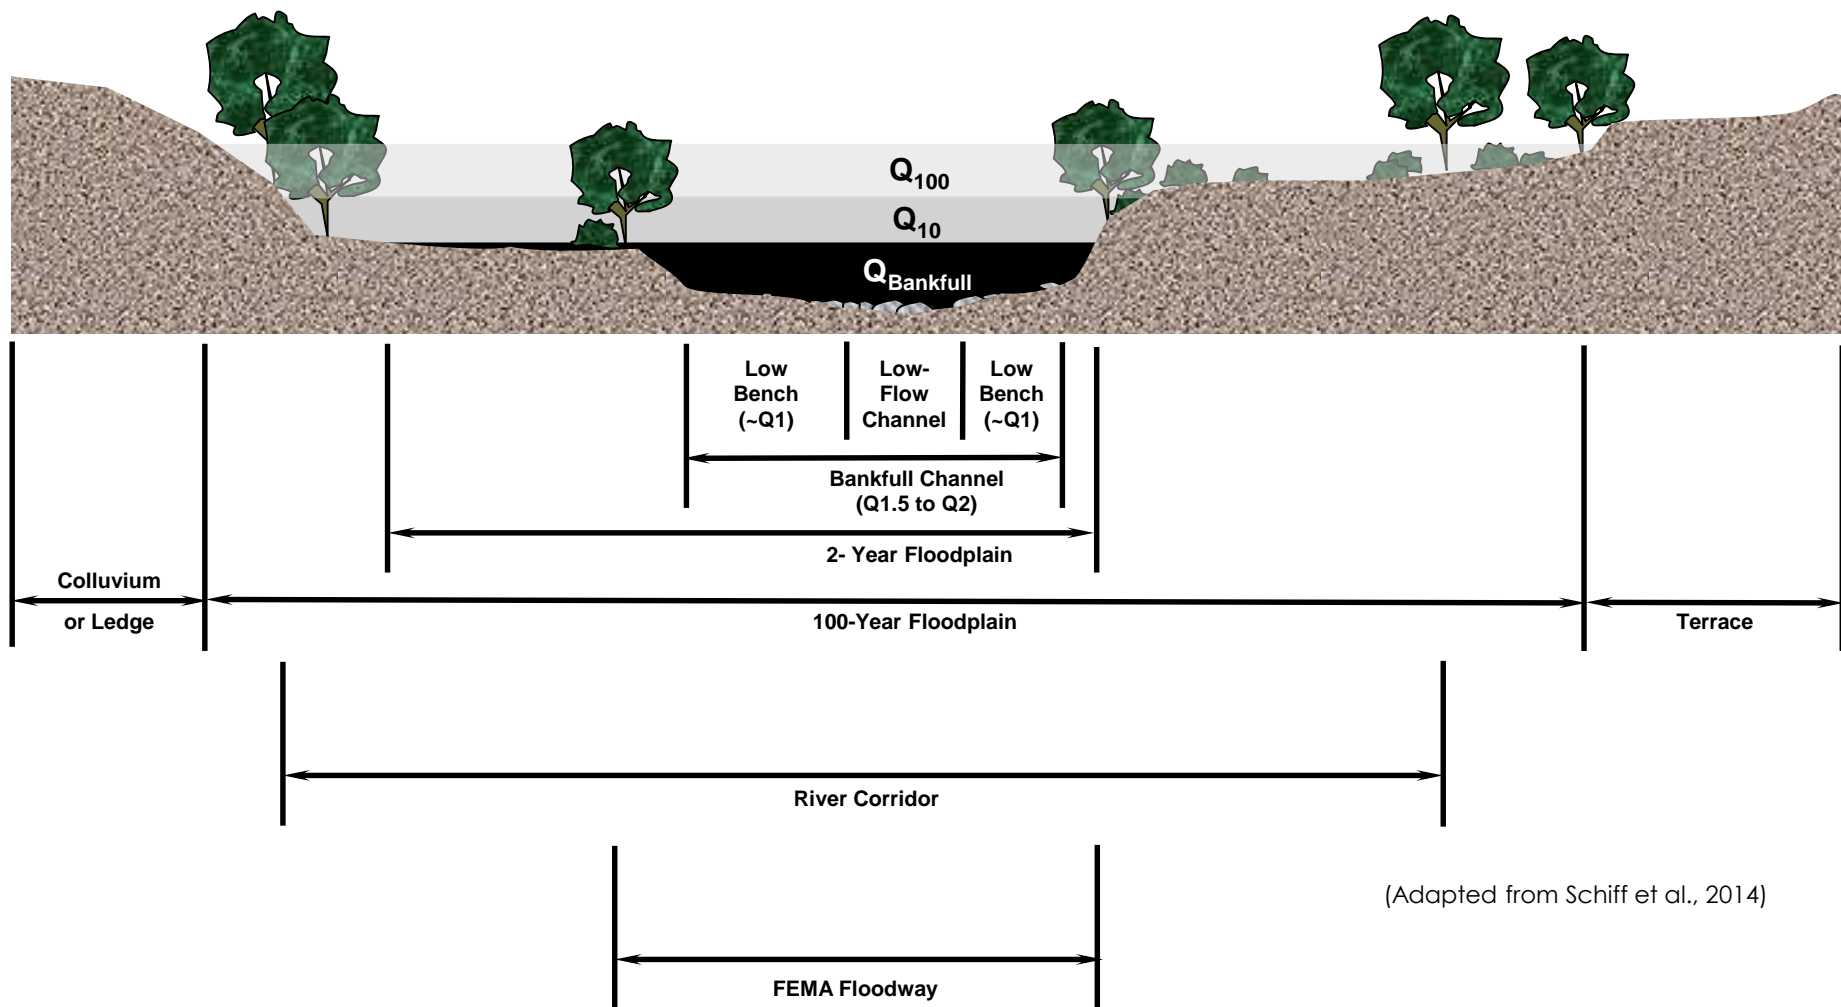 Q100
Q10
QBankfull
Low
Bench
(~Q1)
Low-
Flow
Channel
Low
Bench
(~Q1)
Bankfull Channel
(Q1.5 to Q2)
2- Year Floodplain
Colluvium
or Ledge
100-Year Floodplain
Terrace
River Corridor
(Adapted from Schiff et al., 2014)
FEMA Floodway